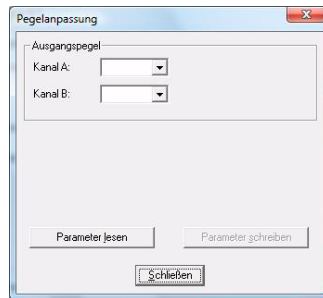 Pegelanpassung
Ausgangspegel
Kanal A:
Kanal B:
Parameter lesen
Parameter schreiben
Schließen